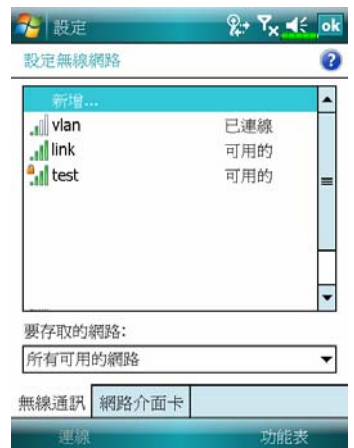 設定 ok
設定無線網路
新增...
vlan 已連線
link 可用的
test 可用的
要存取的網路:
所有可用的網路
無線通訊 網路介面卡
連線 功能表